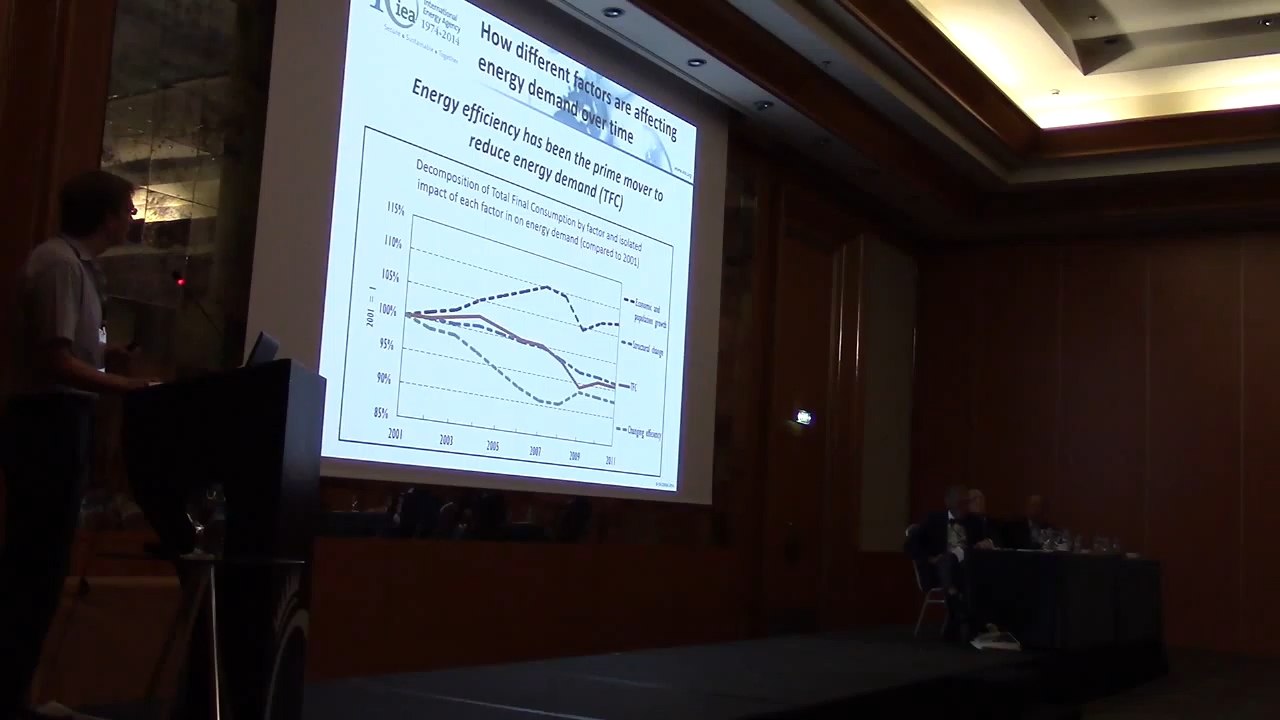 iea
International
Energy Agency
1974•2014
Secure • Sustainable • Together
How different factors are affecting
energy demand over time
www.iea.org
Energy efficiency has been the prime mover to
reduce energy demand (TFC)
Decomposition of Total Final Consumption by factor and isolated
impact of each factor in on energy demand (compared to 2001)
115%
110%
105%
100%
95%
90%
85%
2001 = 1
2001
2003
2005
2007
2009
2011
Economic and
population growth
Structural change
TFC
Changing efficiency